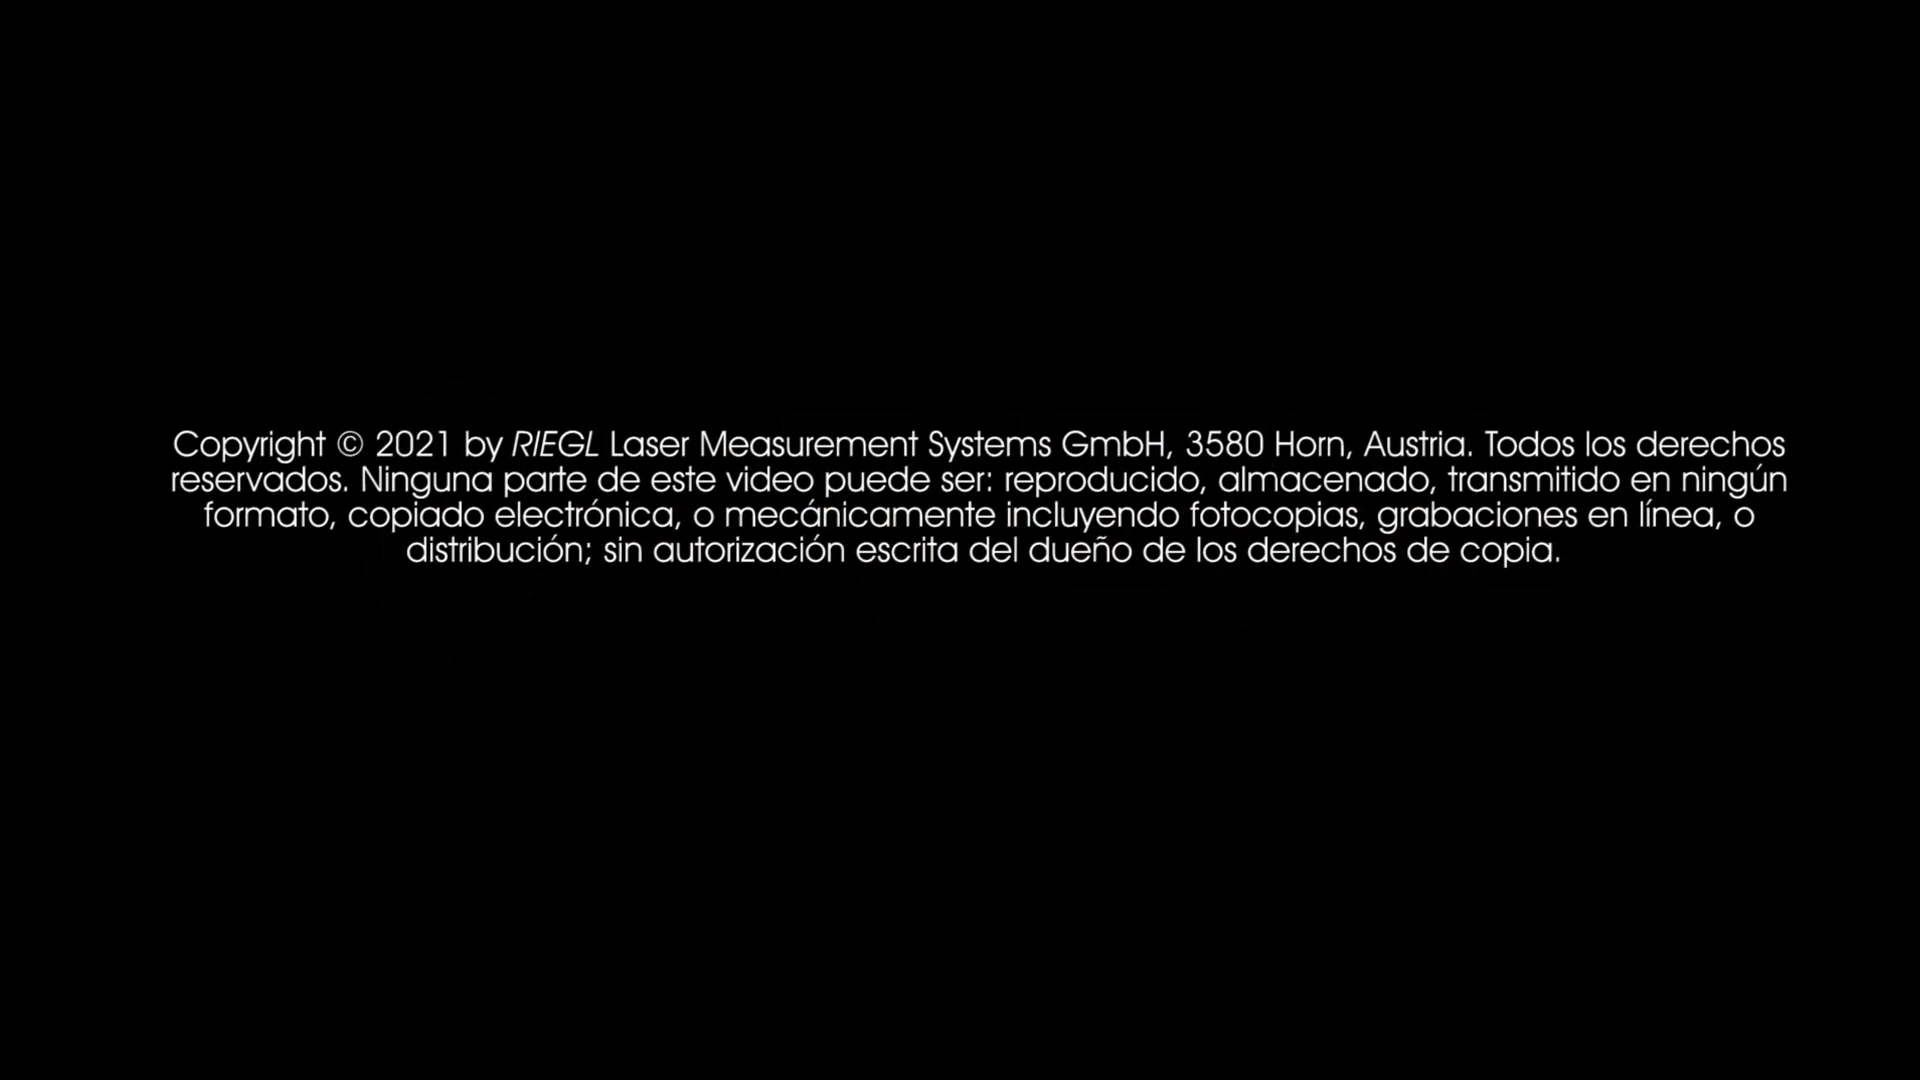 Copyright © 2021 by RIEGL Laser Measurement Systems GmbH, 3580 Horn, Austria. Todos los derechos
reservados. Ninguna parte de este video puede ser: reproducido, almacenado, transmitido en ningún
formato, copiado electrónica, o mecánicamente incluyendo fotocopias, grabaciones en línea, o
distribución; sin autorización escrita del dueño de los derechos de copia.